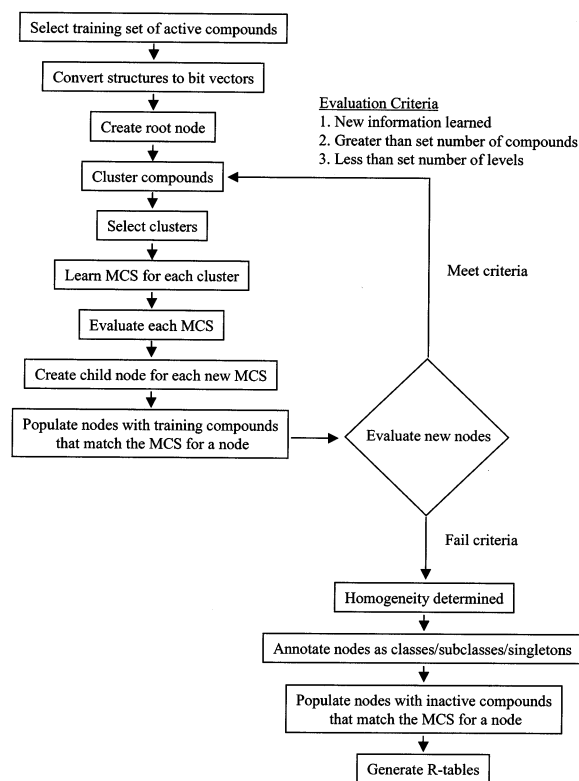 Select training set of active compounds
Convert structures to bit vectors
Create root node
Cluster compounds
Select clusters
Learn MCS for each cluster
Evaluate each MCS
Create child node for each new MCS
Populate nodes with training compounds
that match the MCS for a node
Evaluation Criteria
1. New information learned
2. Greater than set number of compounds
3. Less than set number of levels
Meet criteria
Evaluate new nodes
Fail criteria
Homogeneity determined
Annotate nodes as classes/subclasses/singletons
Populate nodes with inactive compounds
that match the MCS for a node
Generate R-tables